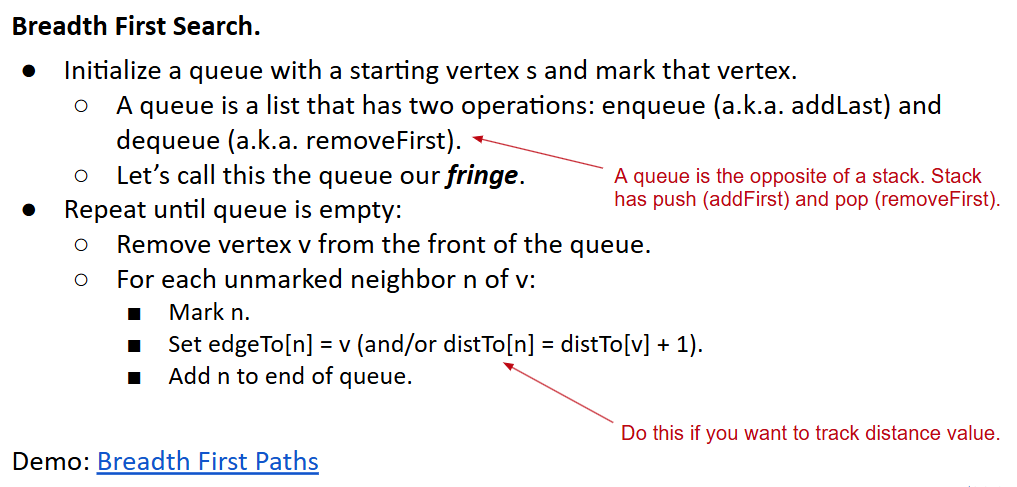 Breadth First Search.
● Initialize a queue with a starting vertex s and mark that vertex.
○ A queue is a list that has two operations: enqueue (a.k.a. addLast) and
dequeue (a.k.a. removeFirst).
A queue is the opposite of a stack. Stack
has push (addFirst) and pop (removeFirst).
○ Let’s call this the queue our fringe.
● Repeat until queue is empty:
○ Remove vertex v from the front of the queue.
○ For each unmarked neighbor n of v:
■ Mark n.
■ Set edgeTo[n] = v (and/or distTo[n] = distTo[v] + 1).
■ Add n to end of queue.
Do this if you want to track distance value.
Demo: Breadth First Paths